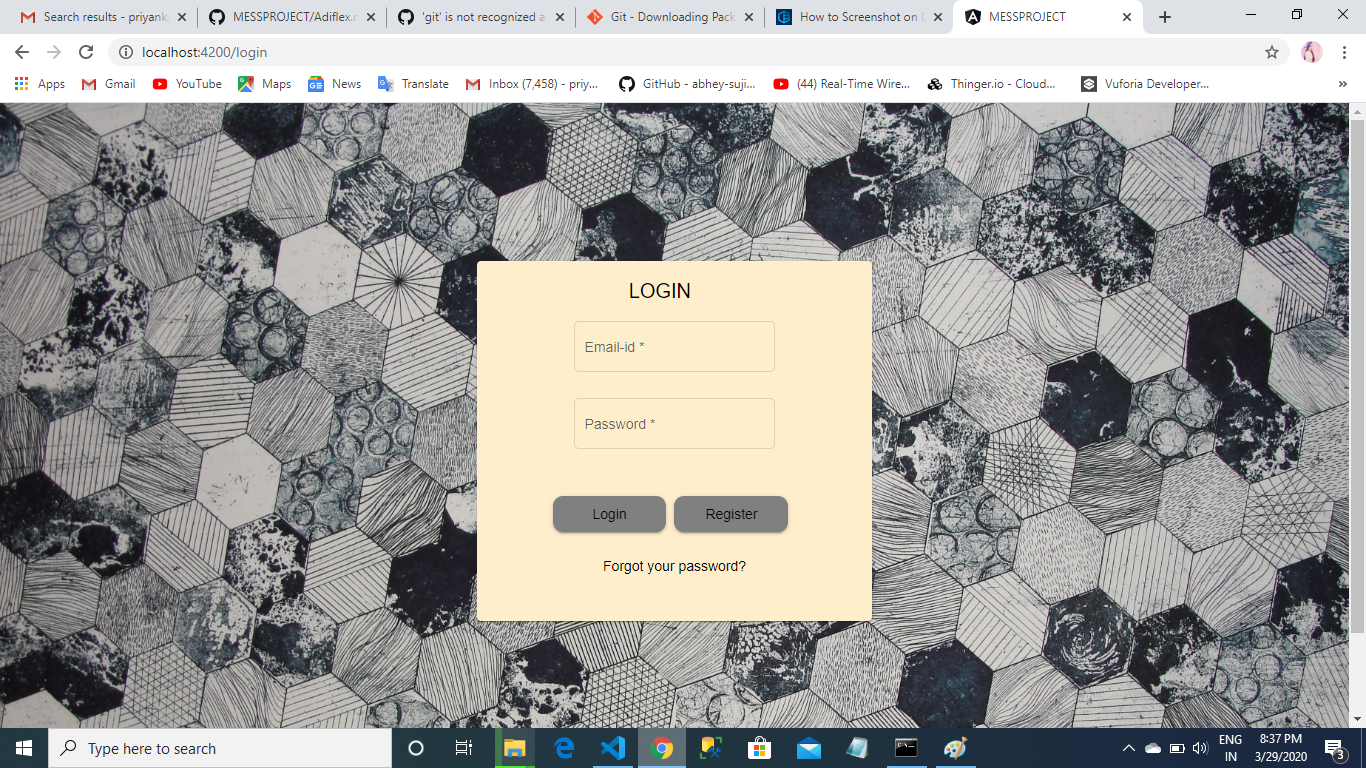 Search results - priyank
MESSPROJECT/Adiflex.r
'git' is not recognized a
Git - Downloading Pack
How to Screenshot on D
MESSPROJECT
localhost:4200/login
Apps
Gmail
YouTube
Maps
News
Translate
Inbox (7,458) - priy...
GitHub - abhey-suji...
(44) Real-Time Wire...
Thinger.io - Cloud...
Vuforia Developer...
»
LOGIN
Email-id *
Password *
Login
Register
Forgot your password?
Type here to search
ENG
IN
8:37 PM
3/29/2020
3